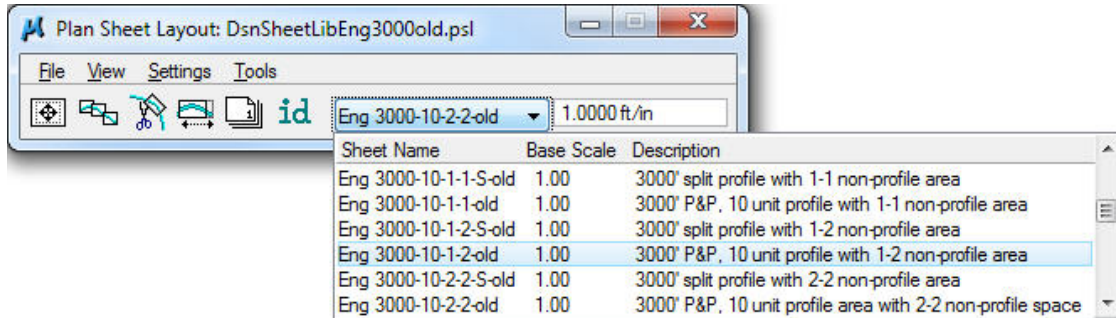 Plan Sheet Layout: DsnSheetLibEng3000old.psl
File View Settings Tools
1 id Eng 3000-10-2-2-old 1.0000 ft/in
Sheet Name Base Scale Description
Eng 3000-10-1-1-S-old 1.00 3000' split profile with 1-1 non-profile area
Eng 3000-10-1-1-old 1.00 3000' P&P, 10 unit profile with 1-1 non-profile area
Eng 3000-10-1-2-S-old 1.00 3000' split profile with 1-2 non-profile area
Eng 3000-10-1-2-old 1.00 3000' P&P, 10 unit profile with 1-2 non-profile area
Eng 3000-10-2-2-S-old 1.00 3000' split profile with 2-2 non-profile area
Eng 3000-10-2-2-old 1.00 3000' P&P, 10 unit profile area with 2-2 non-profile space